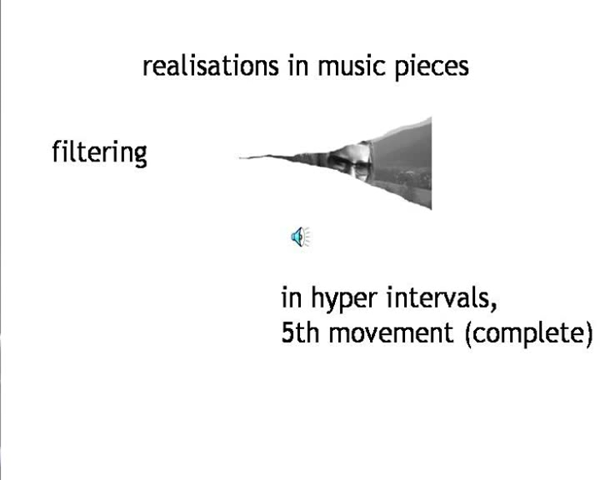 realisations in music pieces
filtering
in hyper intervals,
5th movement (complete)